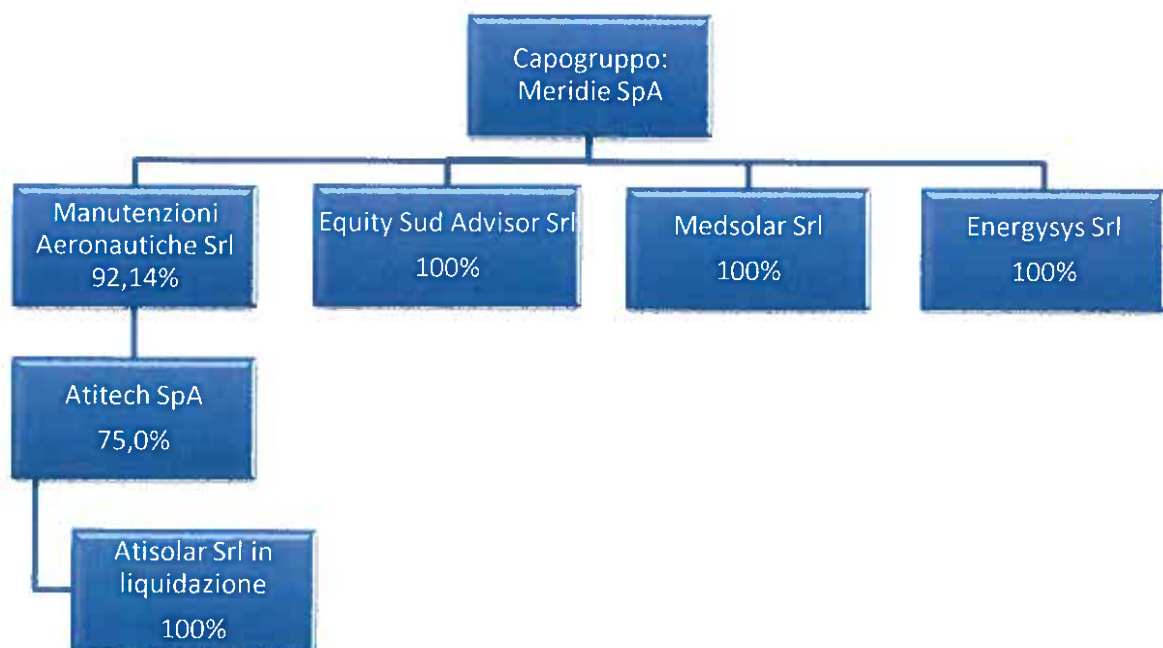 Capogruppo:
Meridie SpA
Manutenzioni
Aeronautiche Srl
92,14%
Equity Sud Advisor Srl
100%
Medsolar Srl
100%
Energysys Srl
100%
Atitech SpA
75,0%
Atisolar Srl in
liquidazione
100%